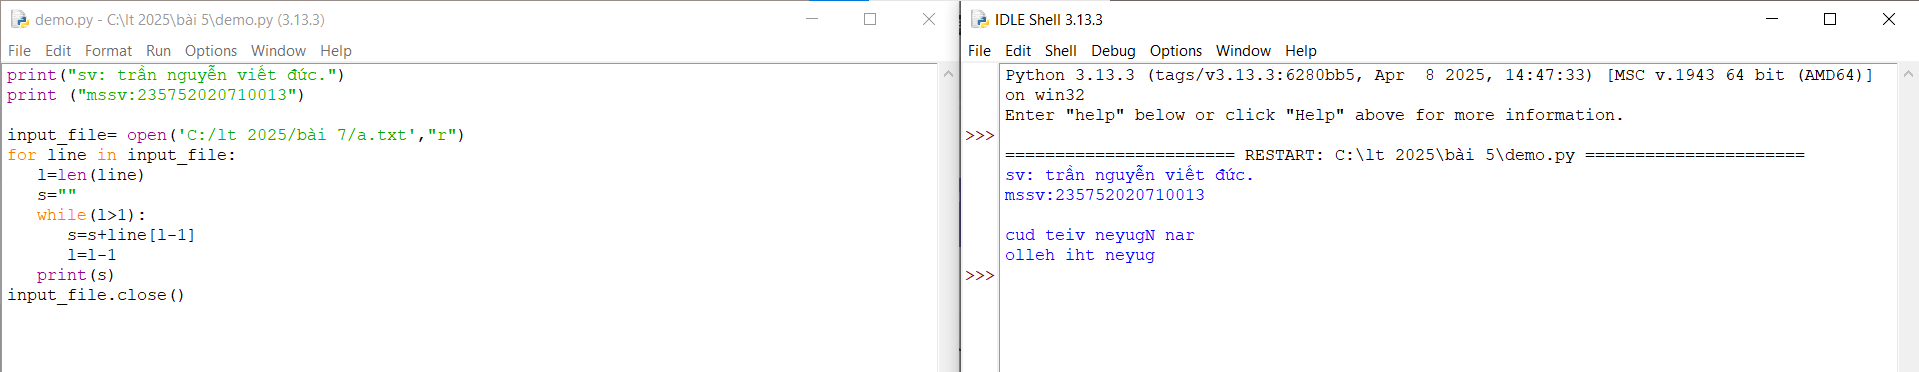 demo.py - C:\lt 2025\bài 5\demo.py (3.13.3)
File Edit Format Run Options Window Help
print("sv: trần nguyễn viết đức.")
print ("mssv:235752020710013")
input_file= open('C:/lt 2025/bài 7/a.txt',"r")
for line in input_file:
   l=len(line)
   s=""
   while(l>1):
      s=s+line[l-1]
      l=l-1
   print(s)
input_file.close()
IDLE Shell 3.13.3
File Edit Shell Debug Options Window Help
Python 3.13.3 (tags/v3.13.3:6280bb5, Apr  8 2025, 14:47:33) [MSC v.1943 64 bit (AMD64)]
on win32
Enter "help" below or click "Help" above for more information.
>>>
======================= RESTART: C:\lt 2025\bài 5\demo.py ======================
sv: trần nguyễn viết đức.
mssv:235752020710013
cud teiv neyugN nar
olleh iht neyug
>>>